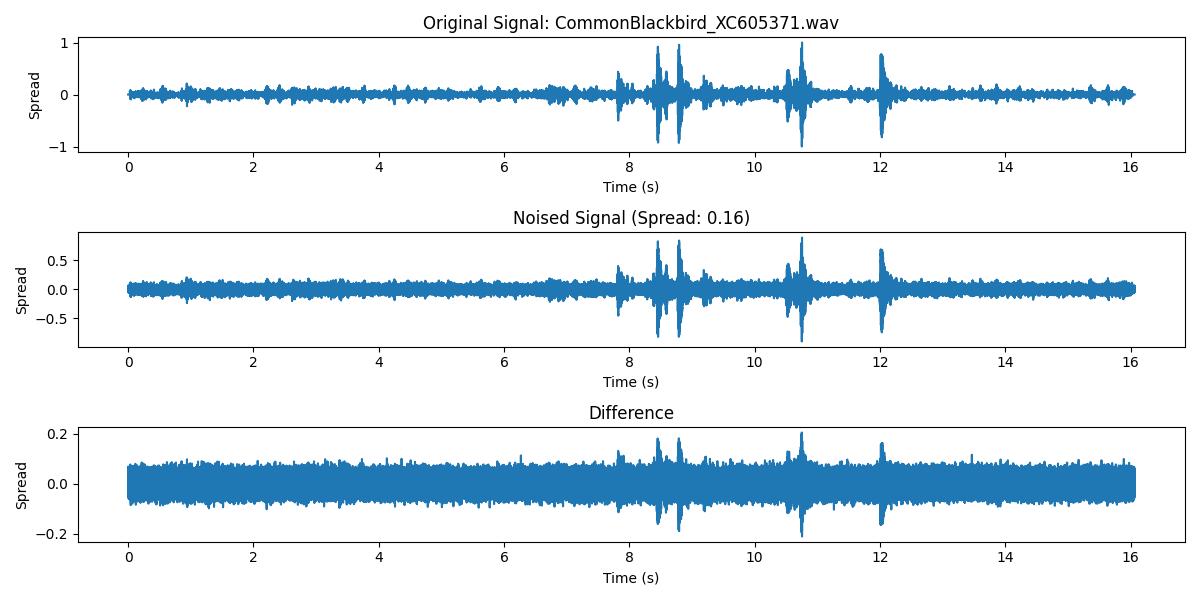 Original Signal: CommonBlackbird_XC605371.wav
1
0
−1
Spread
0 2 4 6 8 10 12 14 16
Time (s)
Noised Signal (Spread: 0.16)
0.5
0.0
−0.5
Spread
0 2 4 6 8 10 12 14 16
Time (s)
Difference
0.2
0.0
−0.2
Spread
0 2 4 6 8 10 12 14 16
Time (s)